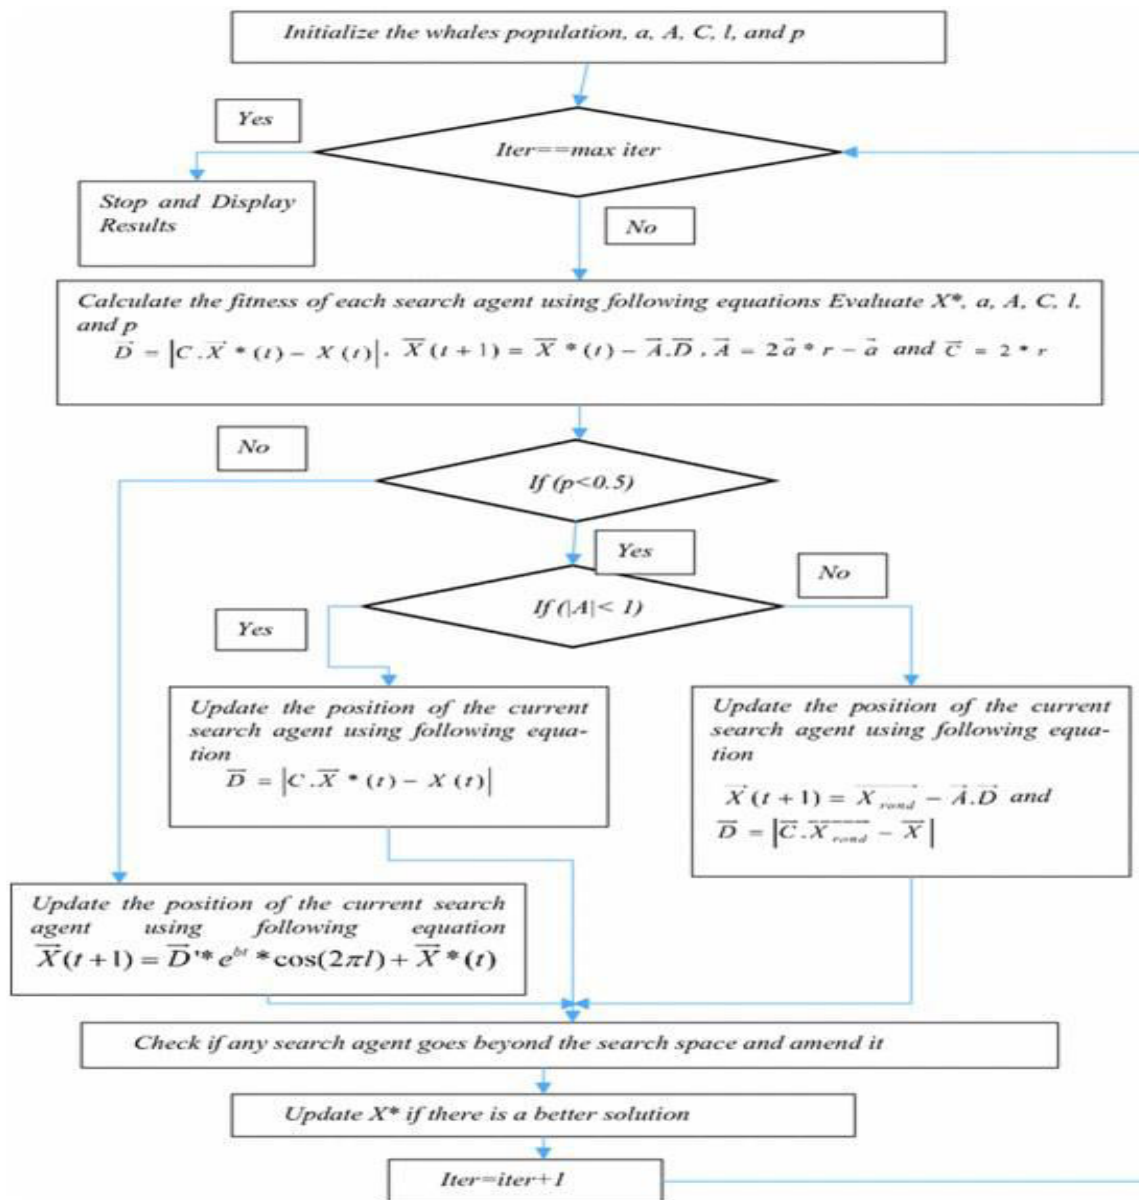 Initialize the whales population, a, A, C, l, and p
Yes
Iter==max iter
Stop and Display
Results
No
Calculate the fitness of each search agent using following equations Evaluate X*, a, A, C, l,
and p
D⃗ = |C.X⃗*(t) − X(t)|, X⃗(t+1) = X⃗*(t) − A⃗.D⃗, A⃗ = 2a⃗*r − a⃗ and C⃗ = 2*r
No
If (p<0.5)
Yes
No
If (|A|< 1)
Yes
Update the position of the current
search agent using following equa-
tion
D⃗ = |C.X⃗*(t) − X(t)|
Update the position of the current
search agent using following equa-
tion
X⃗(t+1) = X⃗rond − A⃗.D⃗ and
D⃗ = |C⃗.X⃗rond − X⃗|
Update the position of the current search
agent using following equation
X⃗(t+1) = D⃗'*e^bt*cos(2πl)+X⃗*(t)
Check if any search agent goes beyond the search space and amend it
Update X* if there is a better solution
Iter=iter+1